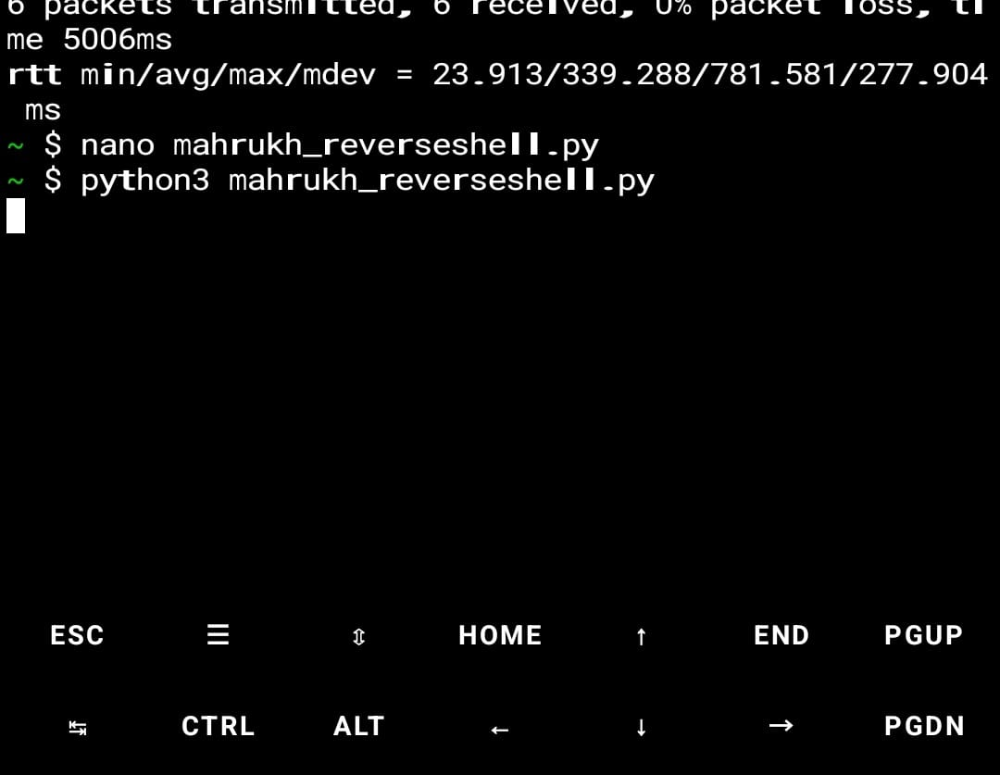 6 packets transmitted, 6 received, 0% packet loss, ti
me 5006ms
rtt min/avg/max/mdev = 23.913/339.288/781.581/277.904
 ms
~ $ nano mahrukh_reverseshell.py
~ $ python3 mahrukh_reverseshell.py
ESC ☰ ⇳ HOME ↑ END PGUP
↹ CTRL ALT ← ↓ → PGDN